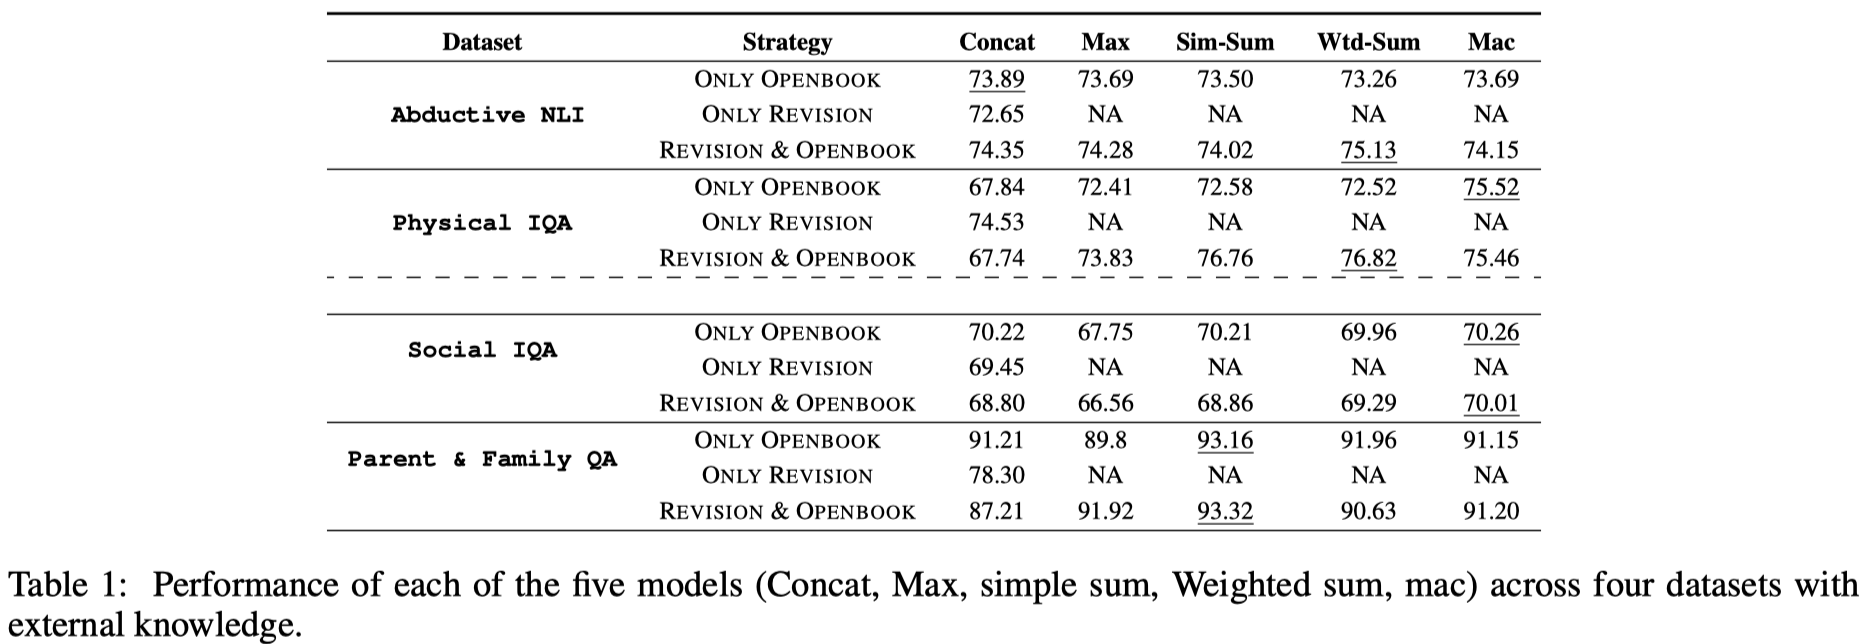 Dataset Strategy Concat Max Sim-Sum Wtd-Sum Mac
ONLY OPENBOOK 73.89 73.69 73.50 73.26 73.69
Abductive NLI ONLY REVISION 72.65 NA NA NA NA
REVISION & OPENBOOK 74.35 74.28 74.02 75.13 74.15
ONLY OPENBOOK 67.84 72.41 72.58 72.52 75.52
Physical IQA ONLY REVISION 74.53 NA NA NA NA
REVISION & OPENBOOK 67.74 73.83 76.76 76.82 75.46
ONLY OPENBOOK 70.22 67.75 70.21 69.96 70.26
Social IQA
ONLY REVISION 69.45 NA NA NA NA
REVISION & OPENBOOK 68.80 66.56 68.86 69.29 70.01
ONLY OPENBOOK 91.21 89.8 93.16 91.96 91.15
Parent & Family QA
ONLY REVISION 78.30 NA NA NA NA
REVISION & OPENBOOK 87.21 91.92 93.32 90.63 91.20
Table 1: Performance of each of the five models (Concat, Max, simple sum, Weighted sum, mac) across four datasets with
external knowledge.